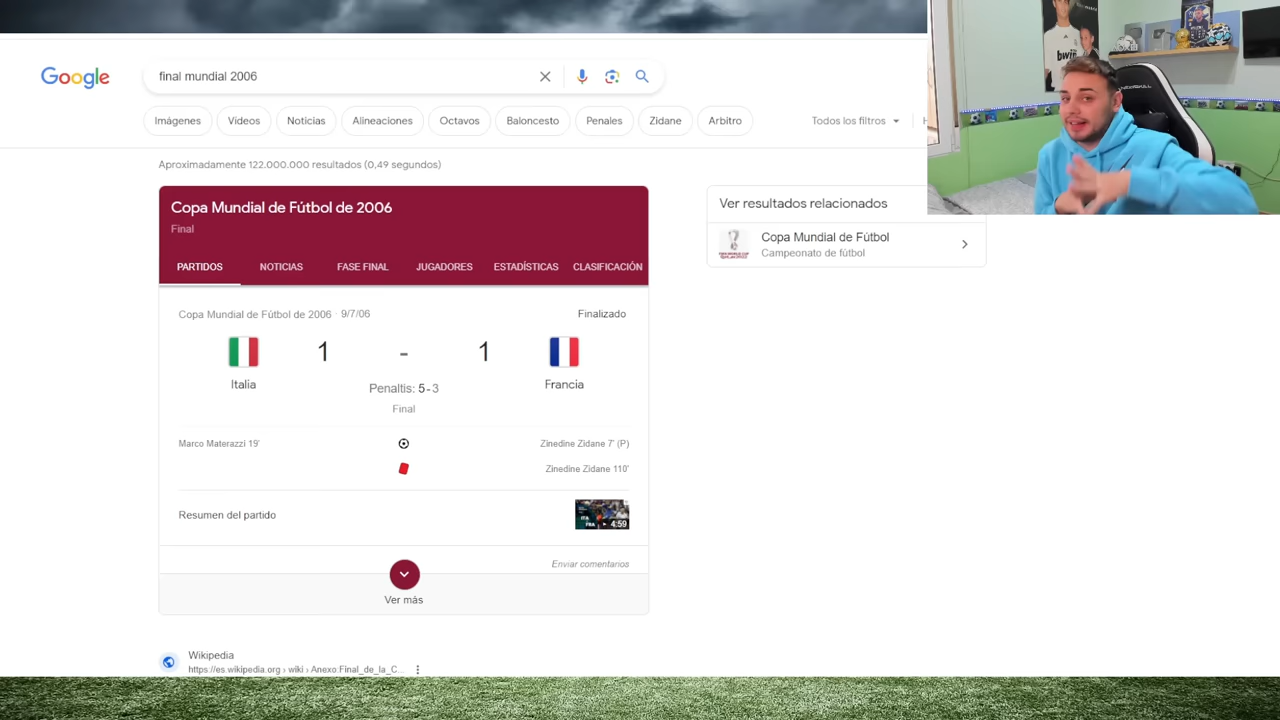 Google
final mundial 2006
Imágenes
Vídeos
Noticias
Alineaciones
Octavos
Baloncesto
Penales
Zidane
Arbitro
Todos los filtros
Aproximadamente 122.000.000 resultados (0,49 segundos)
Copa Mundial de Fútbol de 2006
Final
PARTIDOS
NOTICIAS
FASE FINAL
JUGADORES
ESTADÍSTICAS
CLASIFICACIÓN
Copa Mundial de Fútbol de 2006 · 9/7/06
Finalizado
1 - 1
Italia
Francia
Penaltis: 5 - 3
Final
Marco Materazzi 19'
Zinedine Zidane 7' (P)
Zinedine Zidane 110'
Resumen del partido
4:59
Enviar comentarios
Ver más
Wikipedia
https://es.wikipedia.org › wiki › Anexo:Final_de_la_C...
Ver resultados relacionados
Copa Mundial de Fútbol
Campeonato de fútbol
bwin